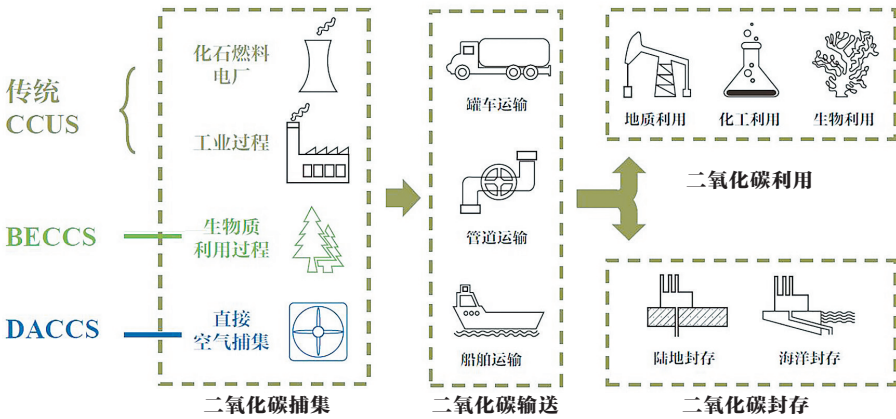 传统
CCUS
化石燃料
电厂
工业过程
BECCS
生物质
利用过程
DACCS
直接
空气捕集
二氧化碳捕集
罐车运输
管道运输
船舶运输
二氧化碳输送
地质利用
化工利用
生物利用
二氧化碳利用
陆地封存
海洋封存
二氧化碳封存